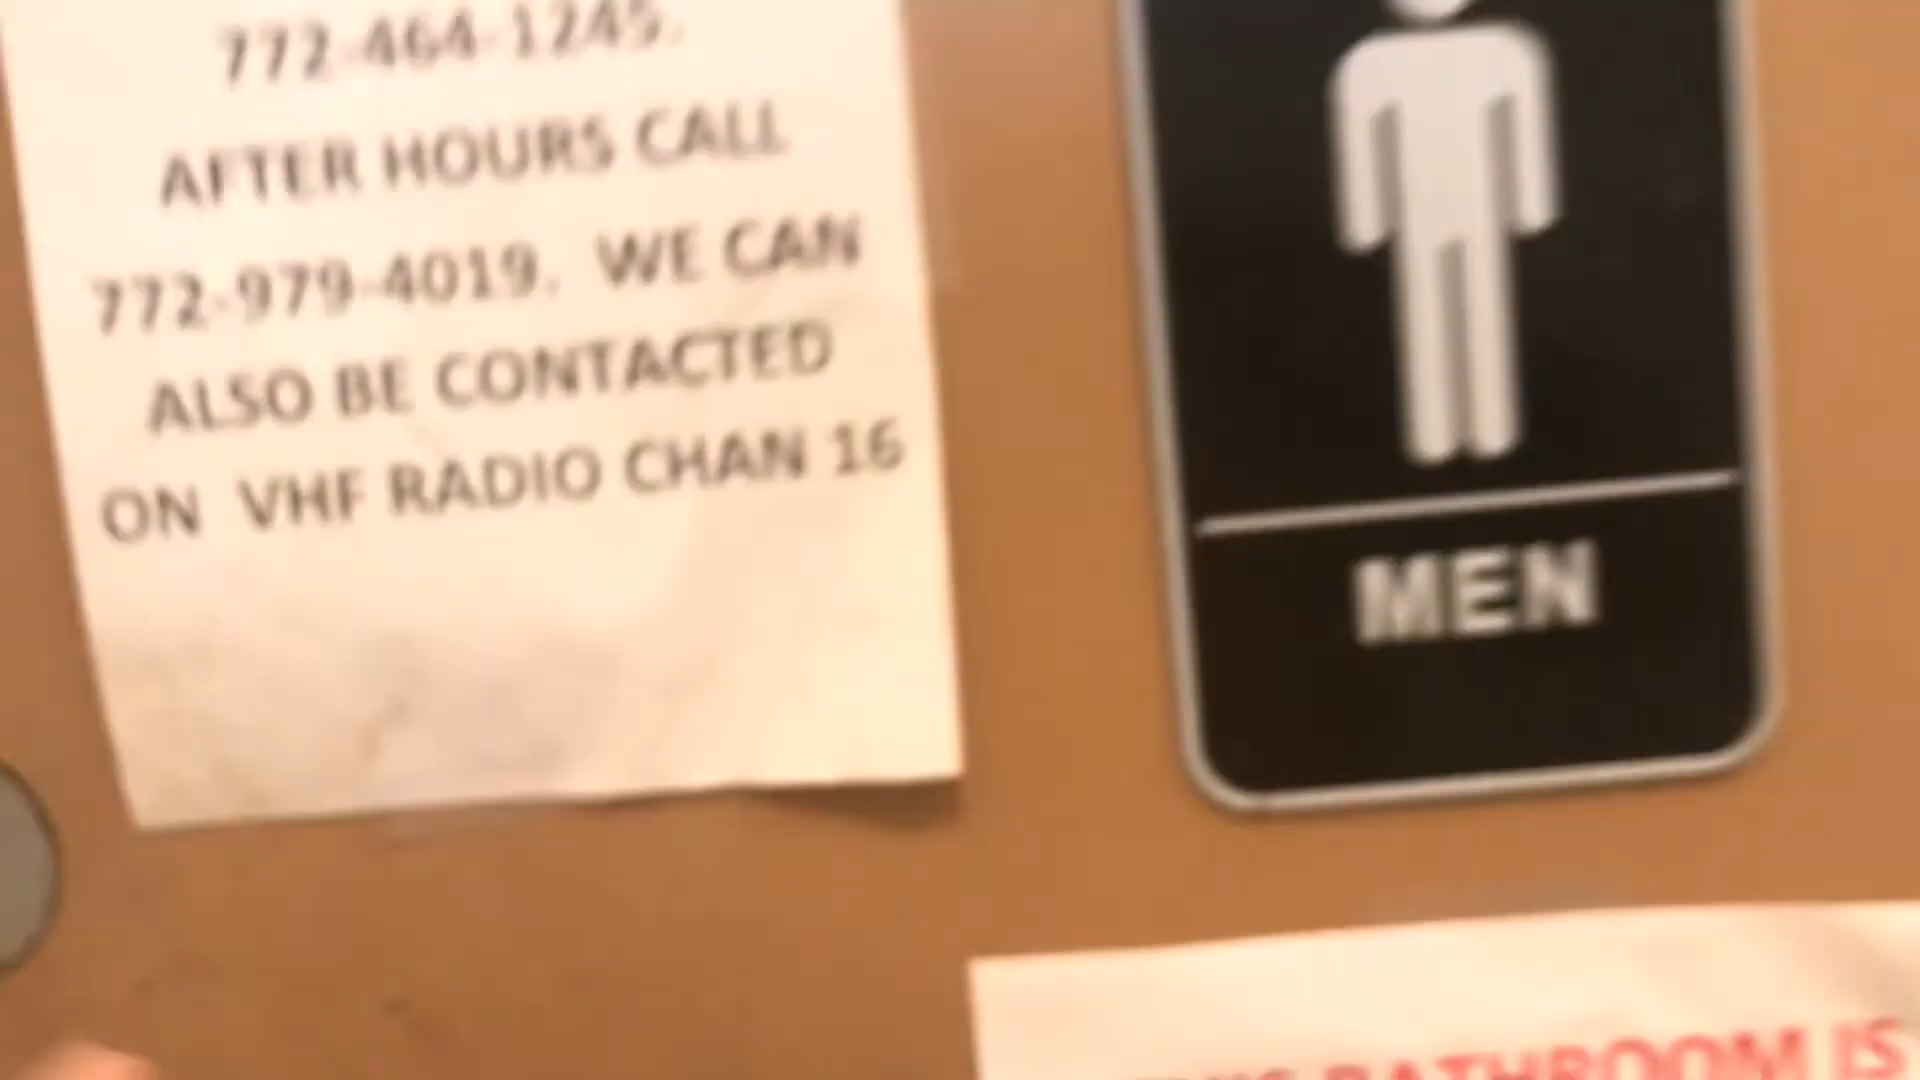 772-464-1245.
AFTER HOURS CALL
772-979-4019. WE CAN
ALSO BE CONTACTED
ON VHF RADIO CHAN 16
MEN
THIS BATHROOM IS